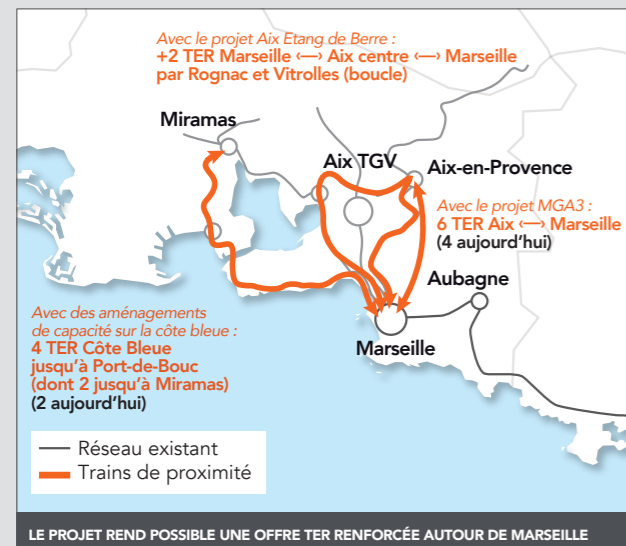 Avec le projet Aix Etang de Berre :
+2 TER Marseille <—> Aix centre <—> Marseille
par Rognac et Vitrolles (boucle)
Miramas
Aix TGV
Aix-en-Provence
Avec le projet MGA3 :
6 TER Aix <—> Marseille
(4 aujourd'hui)
Aubagne
Marseille
Avec des aménagements
de capacité sur la côte bleue :
4 TER Côte Bleue
jusqu'à Port-de-Bouc
(dont 2 jusqu'à Miramas)
(2 aujourd'hui)
Réseau existant
Trains de proximité
LE PROJET REND POSSIBLE UNE OFFRE TER RENFORCÉE AUTOUR DE MARSEILLE